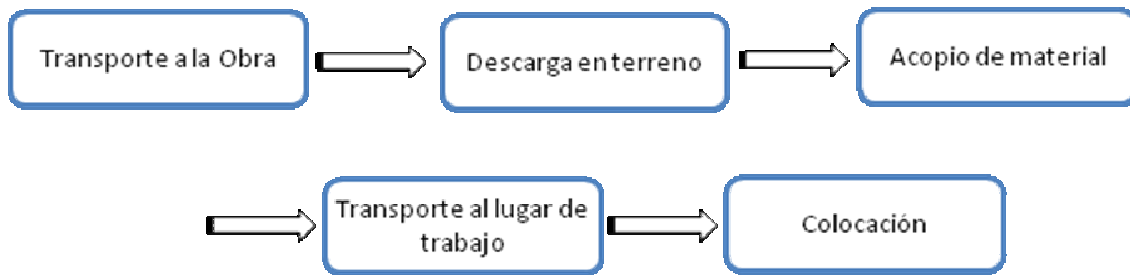 Transporte a la Obra
Descarga en terreno
Acopio de material
Transporte al lugar de
trabajo
Colocación